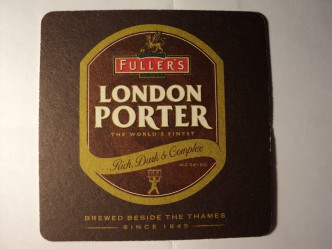 FULLER'S
LONDON
PORTER
THE WORLD'S FINEST
Rich, Dark & Complex
BREWED BESIDE THE THAMES
SINCE 1845